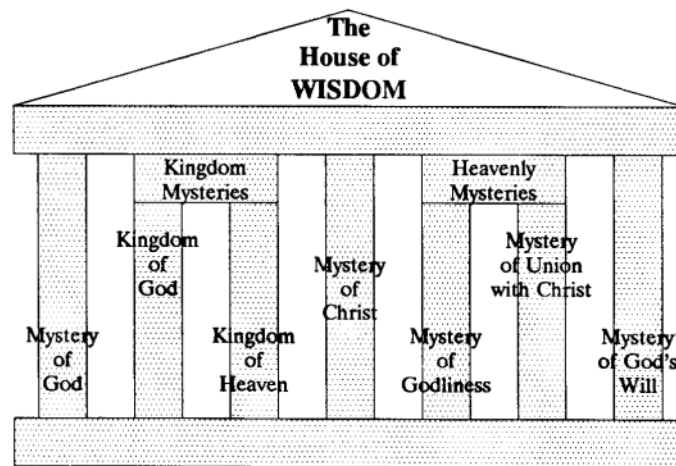 The
House of
WISDOM
Kingdom
Mysteries
Heavenly
Mysteries
Kingdom
of
God
Mystery
of Union
with Christ
Mystery
of
Christ
Mystery
of
God
Kingdom
of
Heaven
Mystery
of
Godliness
Mystery
of God's
Will